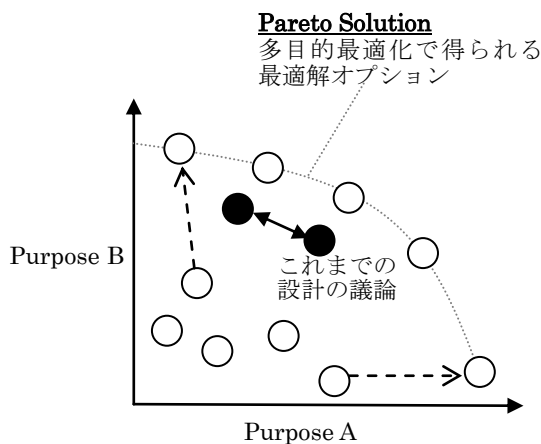 Pareto Solution
多目的最適化で得られる
最適解オプション
Purpose B
これまでの
設計の議論
Purpose A